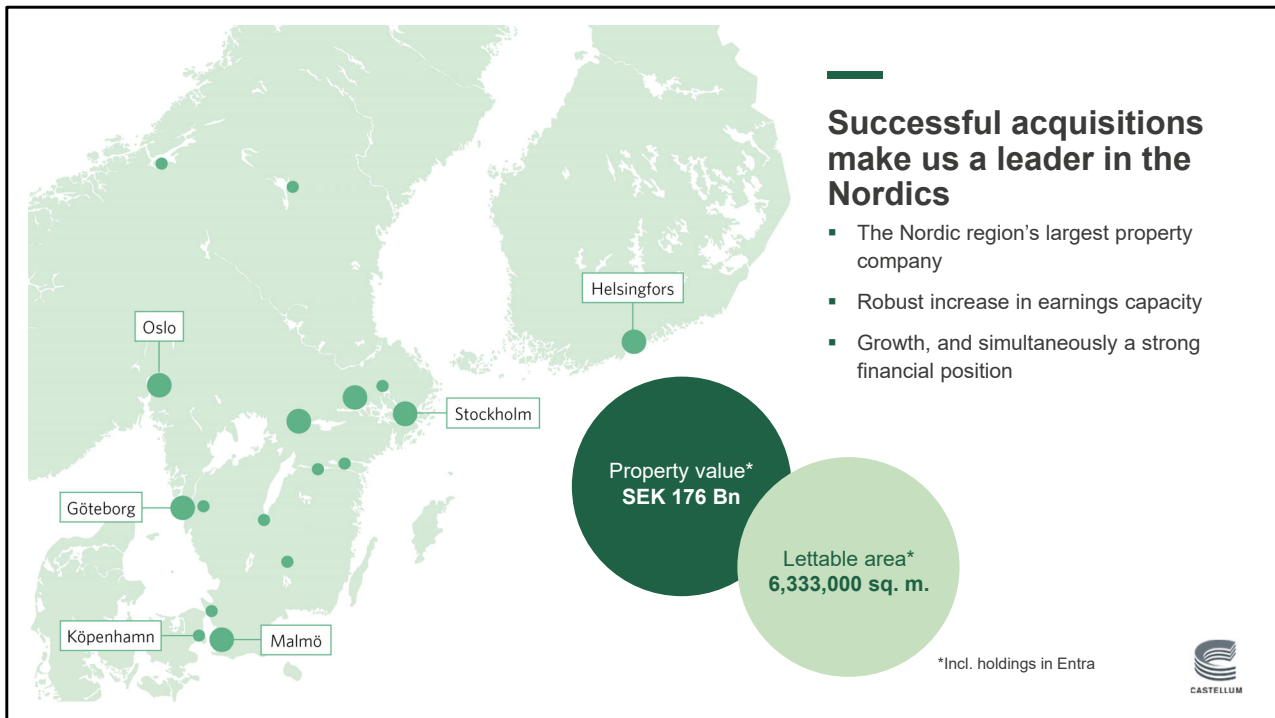 Successful acquisitions
make us a leader in the
Nordics
▪ The Nordic region’s largest property
company
▪ Robust increase in earnings capacity
▪ Growth, and simultaneously a strong
financial position
Helsingfors
Oslo
Stockholm
Göteborg
Köpenhamn
Malmö
Property value*
SEK 176 Bn
Lettable area*
6,333,000 sq. m.
*Incl. holdings in Entra
CASTELLUM